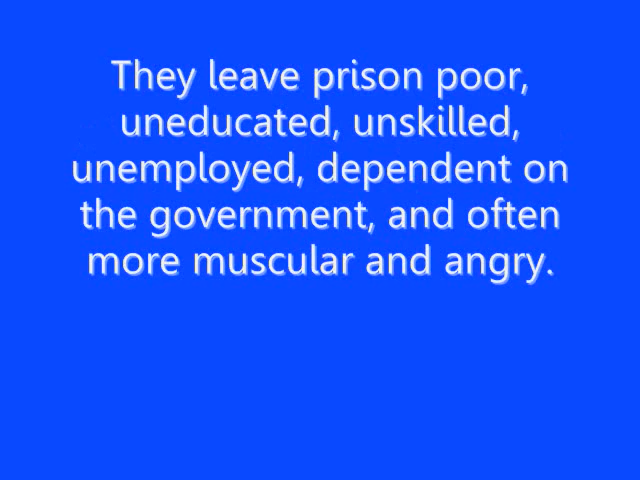 They leave prison poor,
uneducated, unskilled,
unemployed, dependent on
the government, and often
more muscular and angry.